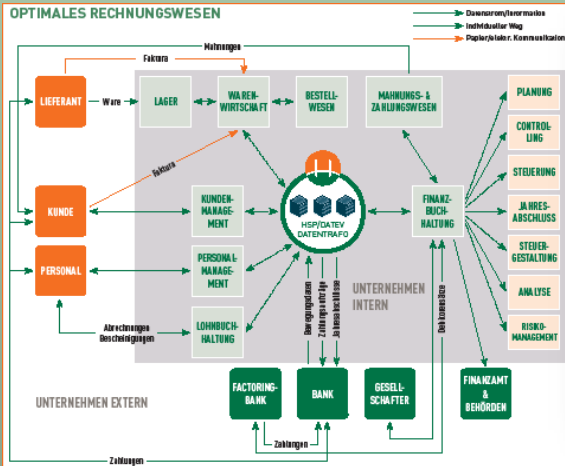 OPTIMALES RECHNUNGSWESEN
Datenstrom/Information
Individueller Weg
Papier/elektr. Kommunikation
Mahnungen
Faktura
LIEFERANT
Ware
LAGER
WAREN-
WIRTSCHAFT
BESTELL-
WESEN
MAHNUNGS- &
ZAHLUNGSWESEN
PLANUNG
CONTROL-
LING
STEUERUNG
Faktura
KUNDE
KUNDEN-
MANAGE-
MENT
HSP/DATEV
DATENTRAFO
FINANZ-
BUCH-
HALTUNG
JAHRES-
ABSCHLUSS
STEUER-
GESTALTUNG
PERSONAL
PERSONAL-
MANAGE-
MENT
UNTERNEHMEN
INTERN
ANALYSE
RISIKO-
MANAGEMENT
Abrechnungen
Bescheinigungen
LOHNBUCH-
HALTUNG
Bewegungsdaten
Zahlungsaufträge
Jahresabschlüsse
Debitorensätze
UNTERNEHMEN EXTERN
FACTORING-
BANK
BANK
GESELL-
SCHAFTER
FINANZAMT
&
BEHÖRDEN
Zahlungen
Zahlungen